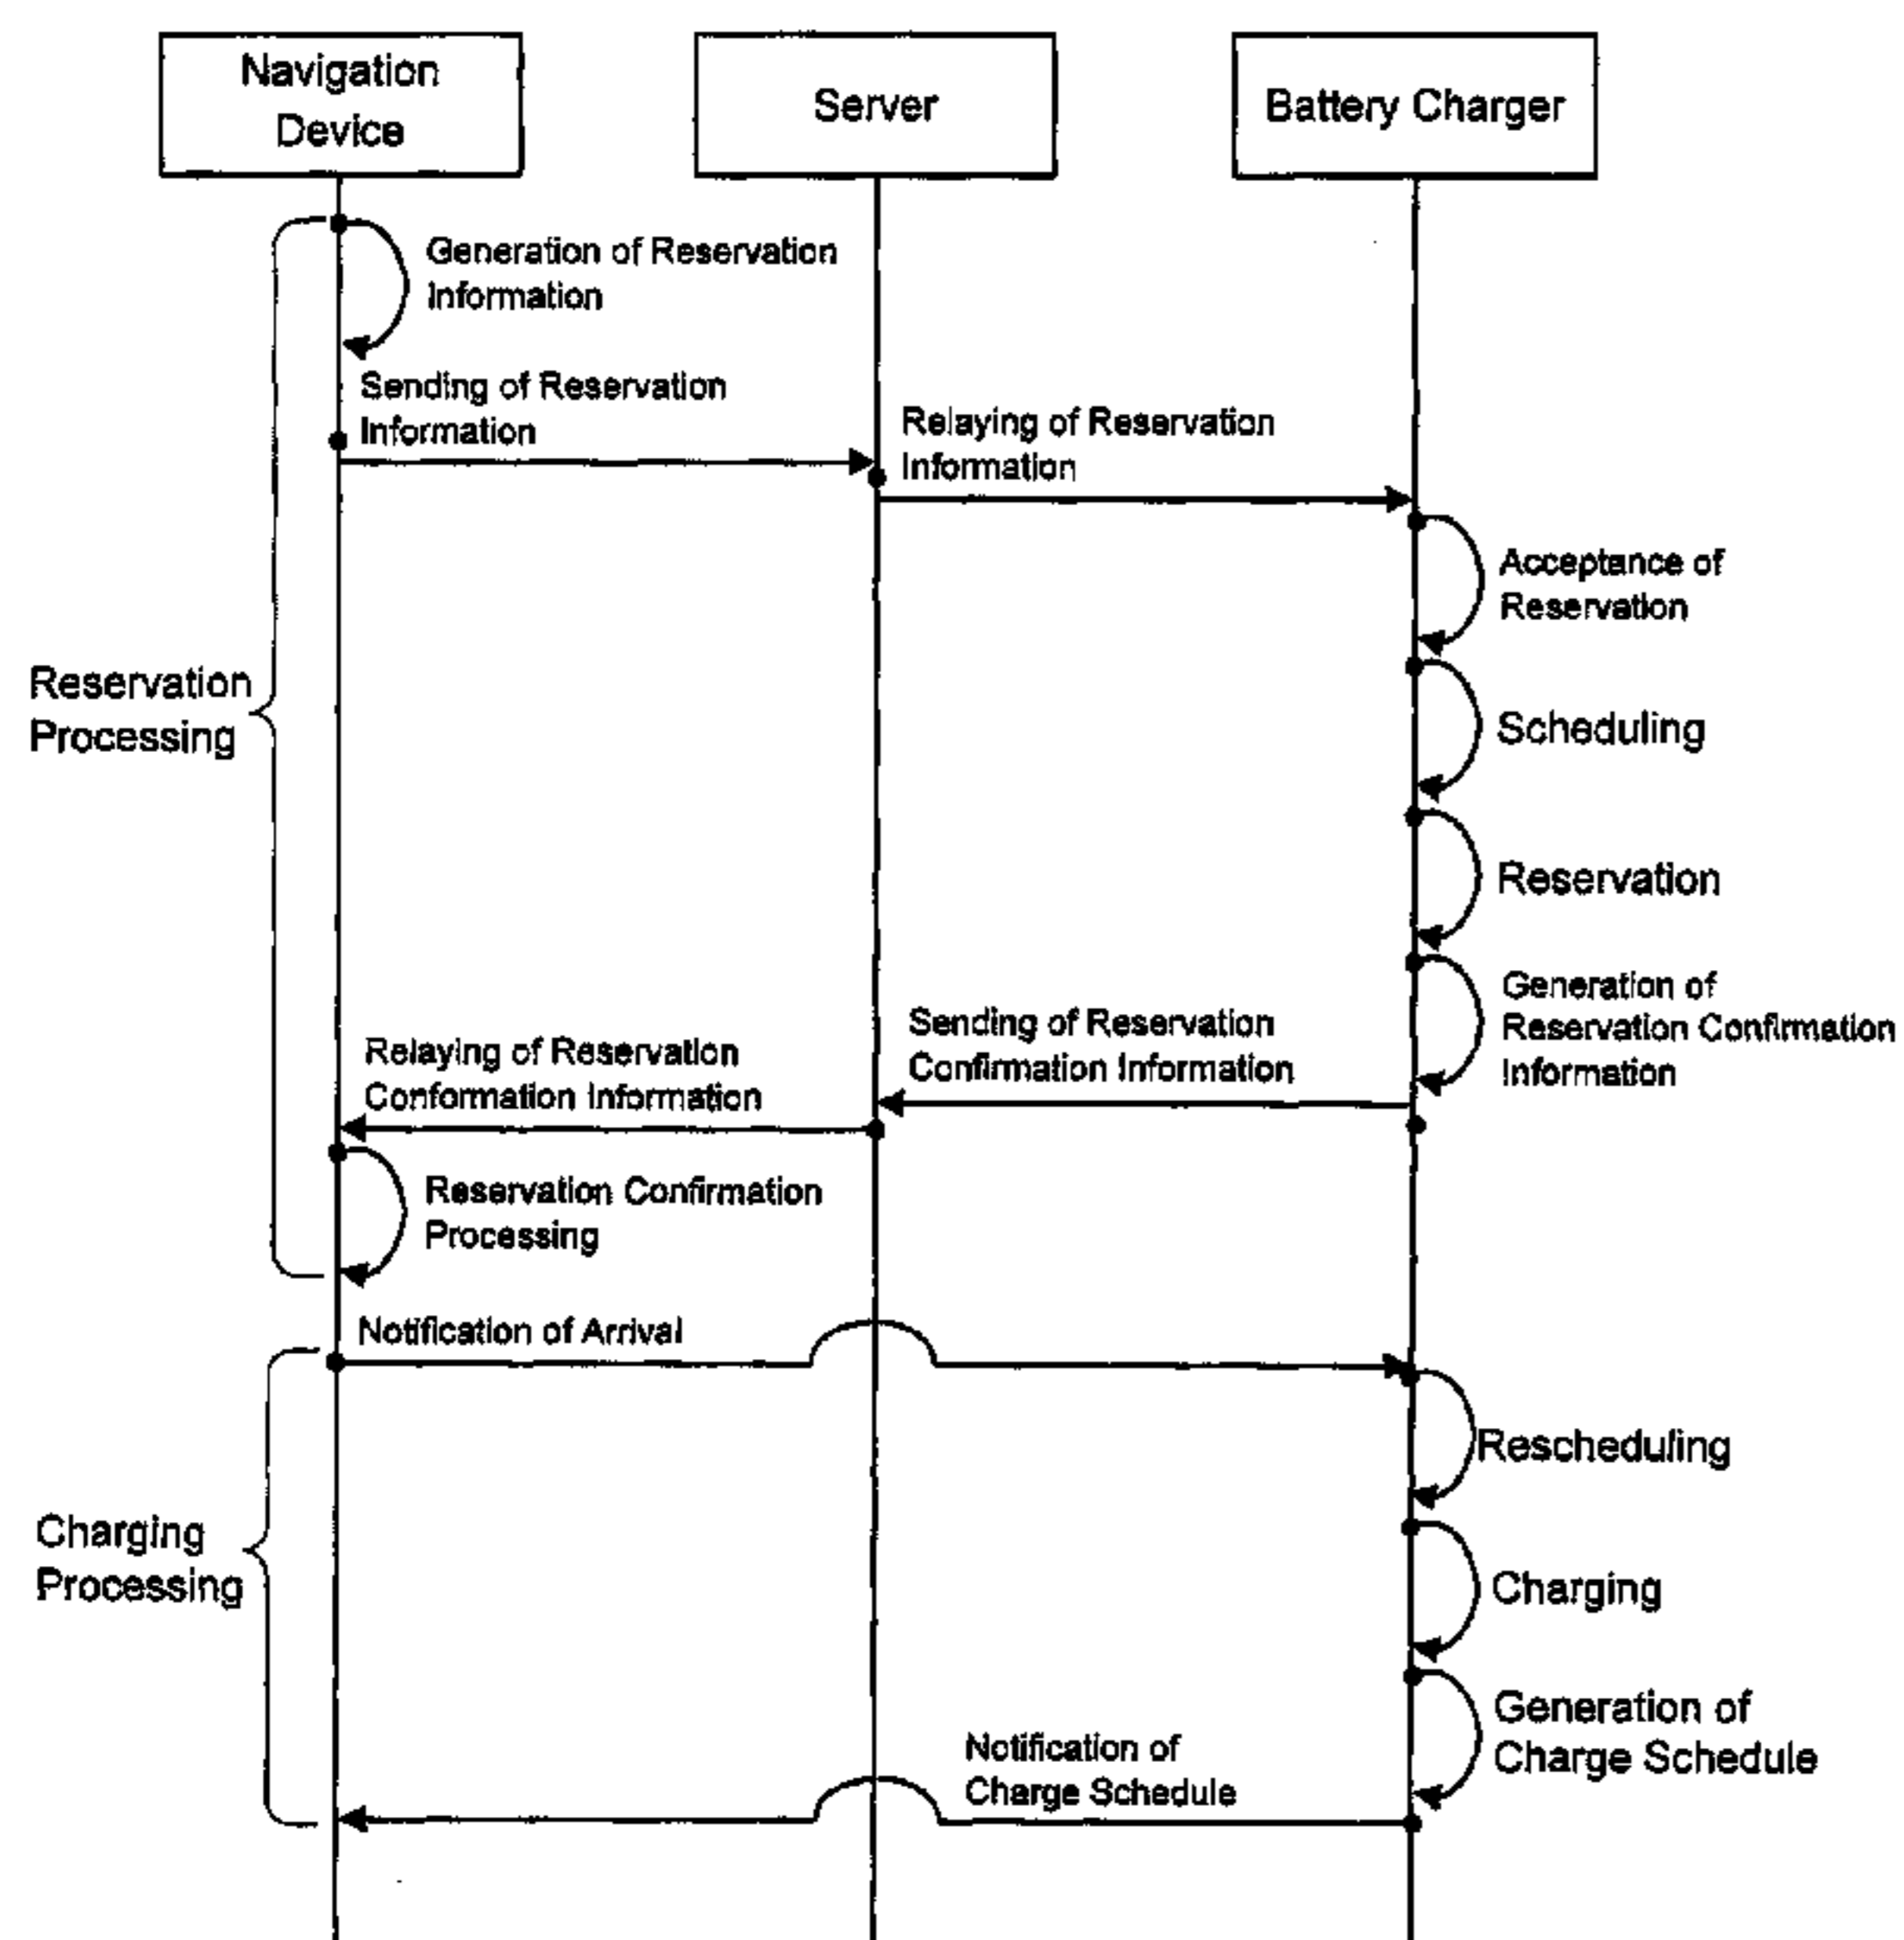 Navigation
Device
Server
Battery Charger
Generation of Reservation
Information
Sending of Reservation
Information
Relaying of Reservation
Information
Acceptance of
Reservation
Reservation
Processing
Scheduling
Reservation
Generation of
Reservation Confirmation
Information
Sending of Reservation
Confirmation Information
Relaying of Reservation
Conformation Information
Reservation Confirmation
Processing
Notification of Arrival
Rescheduling
Charging
Processing
Charging
Generation of
Charge Schedule
Notification of
Charge Schedule